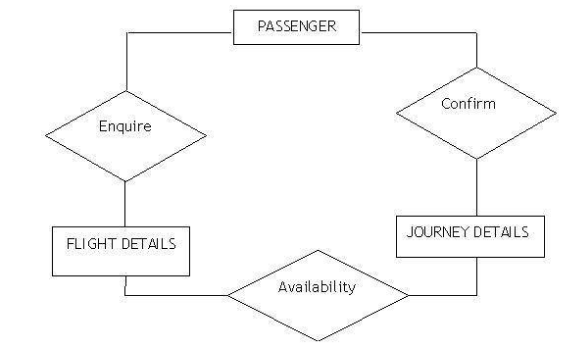 PASSENGER
Enquire
Confirm
FLIGHT DETAILS
JOURNEY DETAILS
Availability